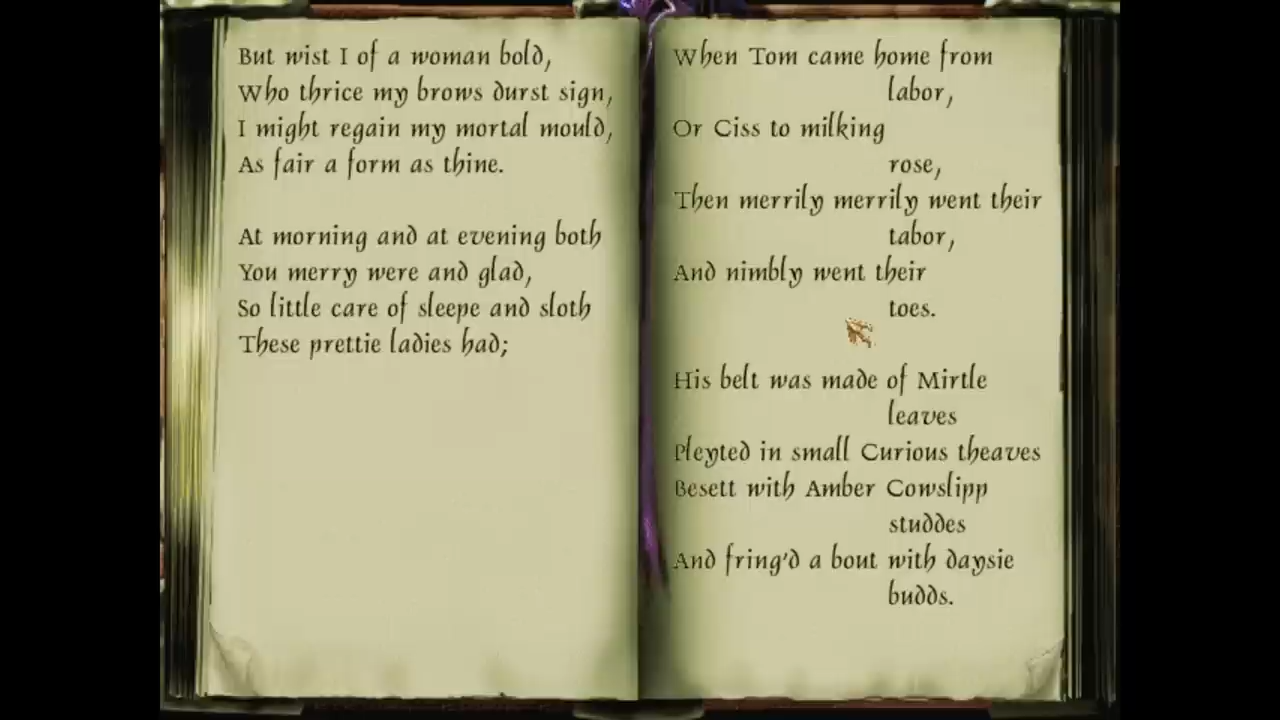 But wist I of a woman bold,
Who thrice my brows durst sign,
I might regain my mortal mould,
As fair a form as thine.
At morning and at evening both
You merry were and glad,
So little care of sleepe and sloth
These prettie ladies had;
When Tom came home from
labor,
Or Ciss to milking
rose,
Then merrily merrily went their
tabor,
And nimbly went their
toes.
His belt was made of Mirtle
leaves
Pleyted in small Curious theaves
Besett with Amber Cowslipp
studdes
And fring'd a bout with daysie
budds.